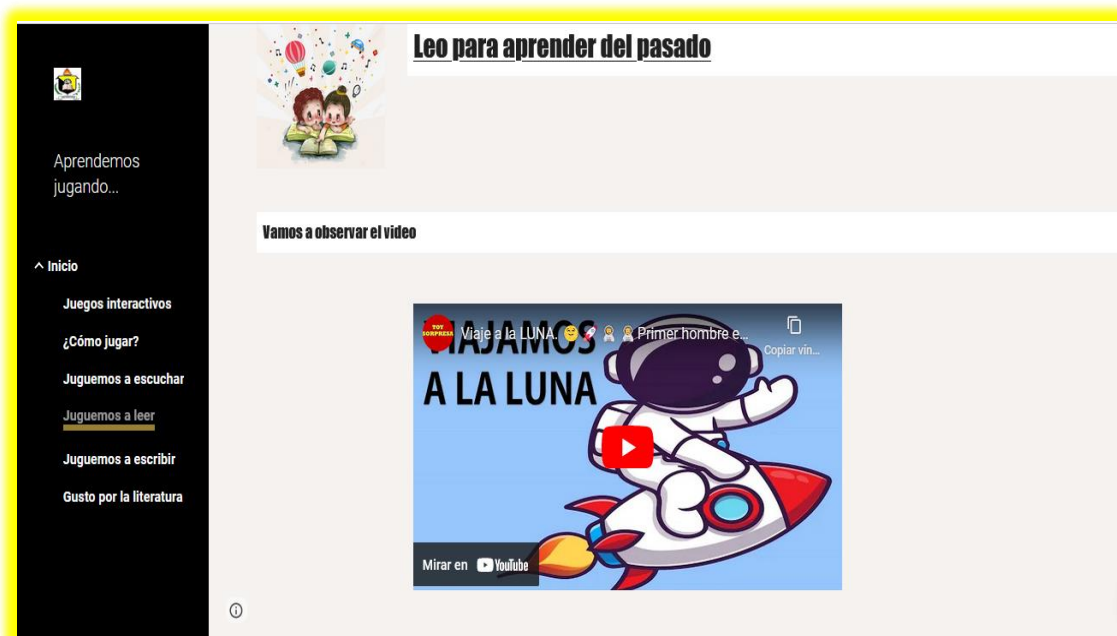 Leo para aprender del pasado
Aprendemos
jugando...
Vamos a observar el video
Inicio
Juegos interactivos
¿Cómo jugar?
Juguemos a escuchar
Juguemos a leer
Juguemos a escribir
Gusto por la literatura
TOY
SORPRESA
Viaje a la LUNA. Primer hombre e...
Copiar vín...
VIAJAMOS
A LA LUNA
Mirar en YouTube